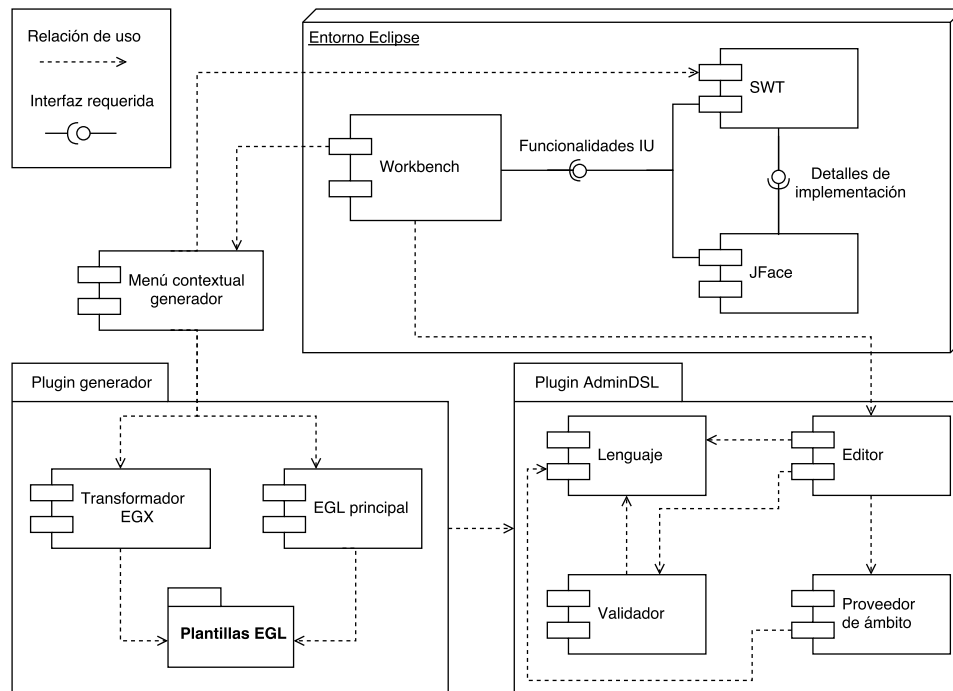 Relación de uso
Interfaz requerida
Entorno Eclipse
SWT
Workbench
Funcionalidades IU
Detalles de
implementación
JFace
Menú contextual
generador
Plugin generador
Transformador
EGX
EGL principal
Plantillas EGL
Plugin AdminDSL
Lenguaje
Editor
Validador
Proveedor
de ámbito